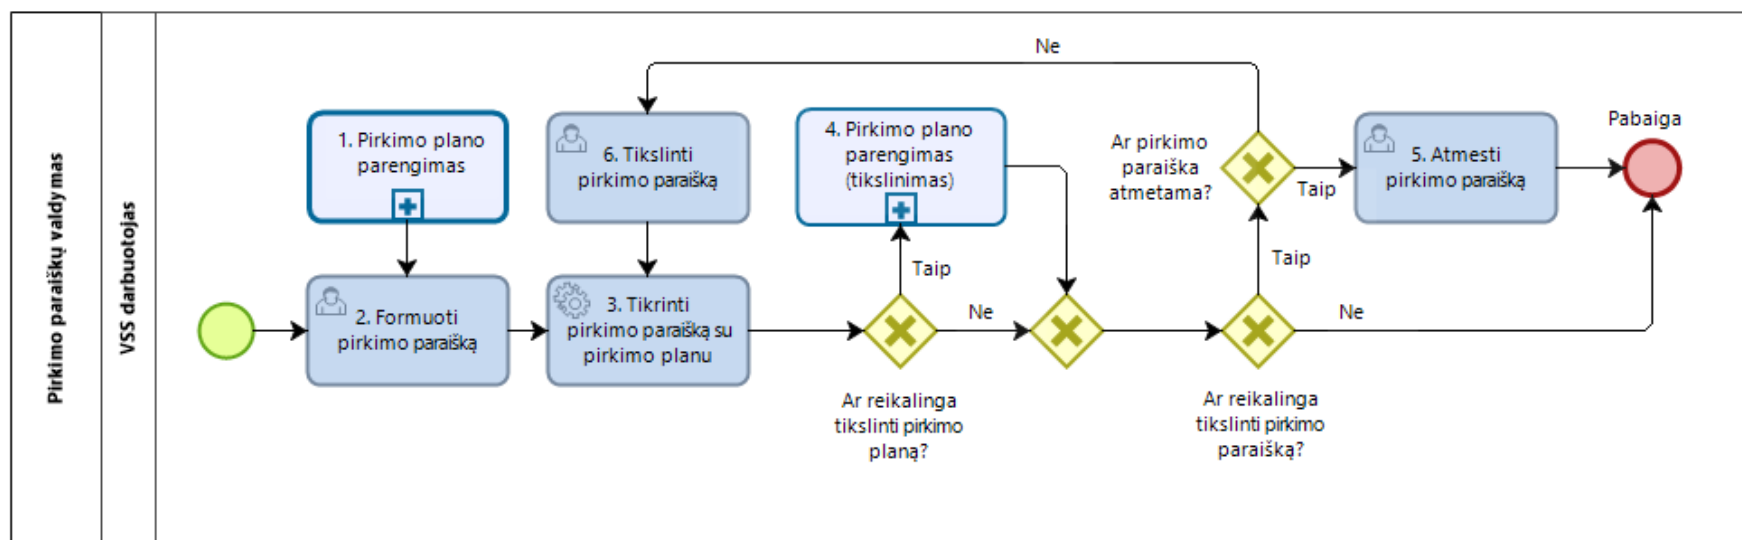 Pirkimo paraiškų valdymas
VSS darbuotojas
Ne
1. Pirkimo plano
parengimas
6. Tikslinti
pirkimo paraišką
4. Pirkimo plano
parengimas
(tikslinimas)
Ar pirkimo
paraiška
atmetama?
Taip
5. Atmesti
pirkimo paraišką
Pabaiga
2. Formuoti
pirkimo paraišką
3. Tikrinti
pirkimo paraišką su
pirkimo planu
Taip
Ne
Taip
Ne
Ar reikalinga
tikslinti pirkimo
planą?
Ar reikalinga
tikslinti pirkimo
paraišką?